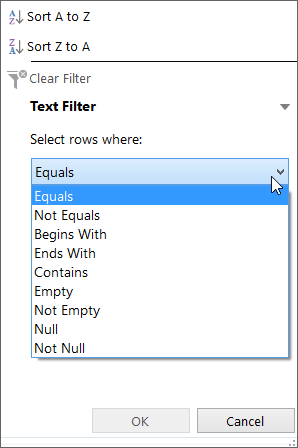 Sort A to Z
Sort Z to A
Clear Filter
Text Filter
Select rows where:
Equals
Equals
Not Equals
Begins With
Ends With
Contains
Empty
Not Empty
Null
Not Null
OK Cancel